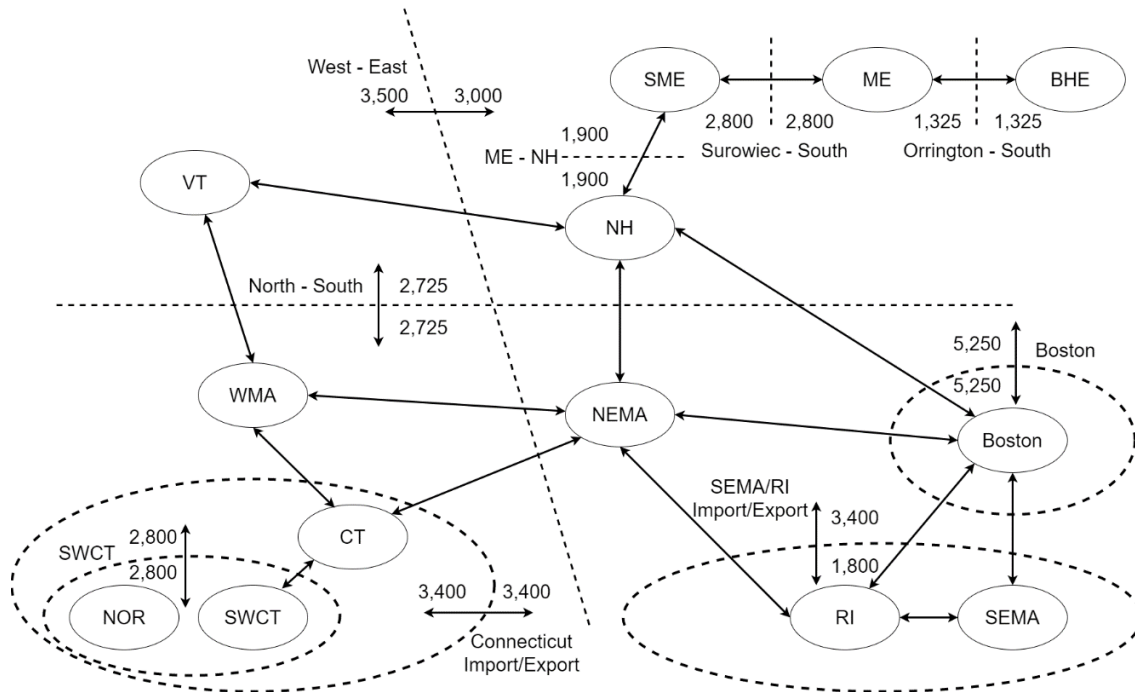 West - East
3,500 3,000
SME
ME
BHE
2,800 2,800
Surowiec - South
1,325 1,325
Orrington - South
1,900
ME - NH
1,900
VT
NH
North - South
2,725
2,725
5,250
Boston
5,250
WMA
NEMA
Boston
SEMA/RI
Import/Export
3,400
1,800
CT
SWCT
2,800
2,800
NOR
SWCT
3,400 3,400
Connecticut
Import/Export
RI
SEMA